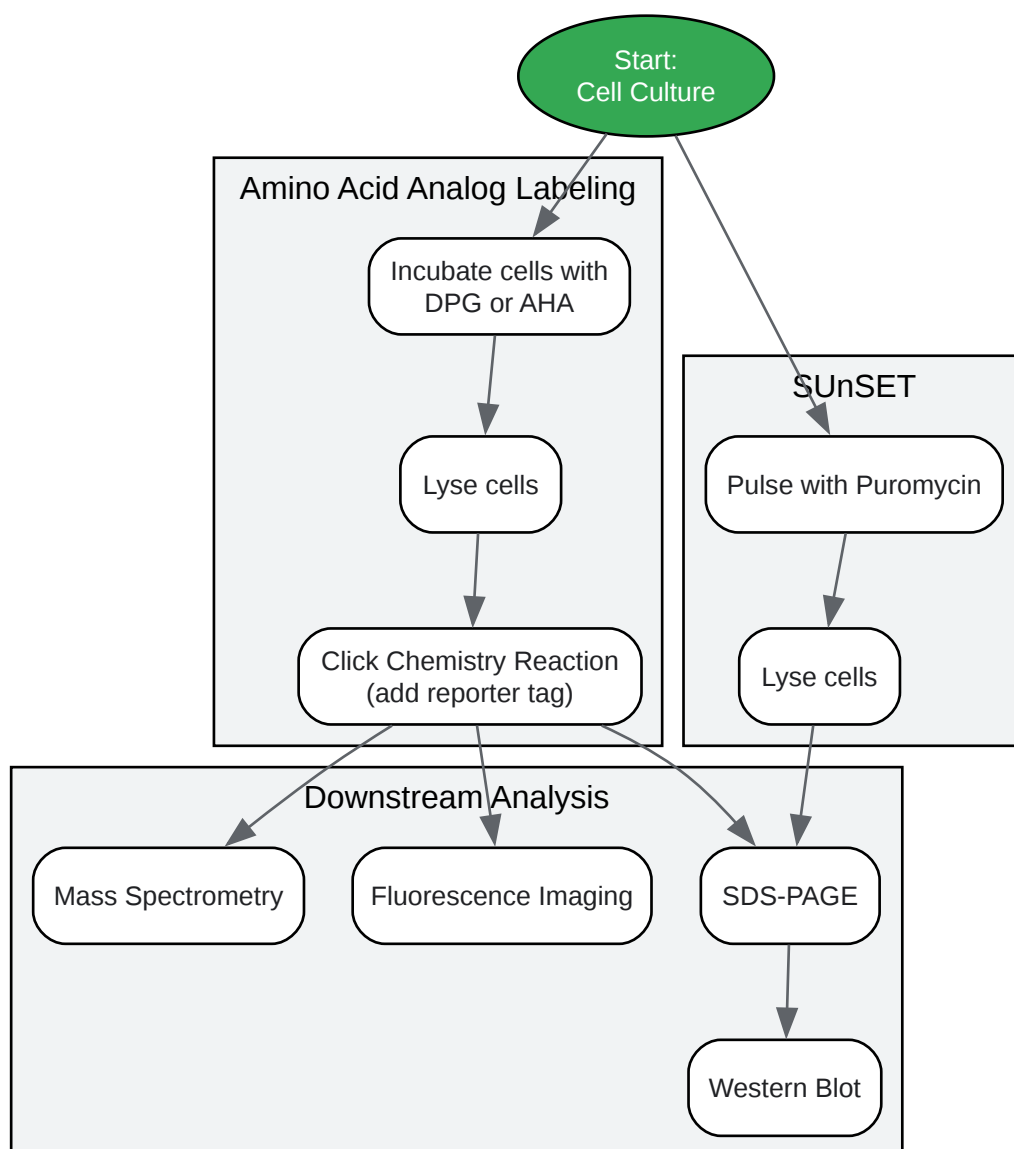 Start:
Cell Culture
Amino Acid Analog Labeling
Incubate cells with
DPG or AHA
Lyse cells
Click Chemistry Reaction
(add reporter tag)
SUnSET
Pulse with Puromycin
Lyse cells
Downstream Analysis
Mass Spectrometry
Fluorescence Imaging
SDS-PAGE
Western Blot